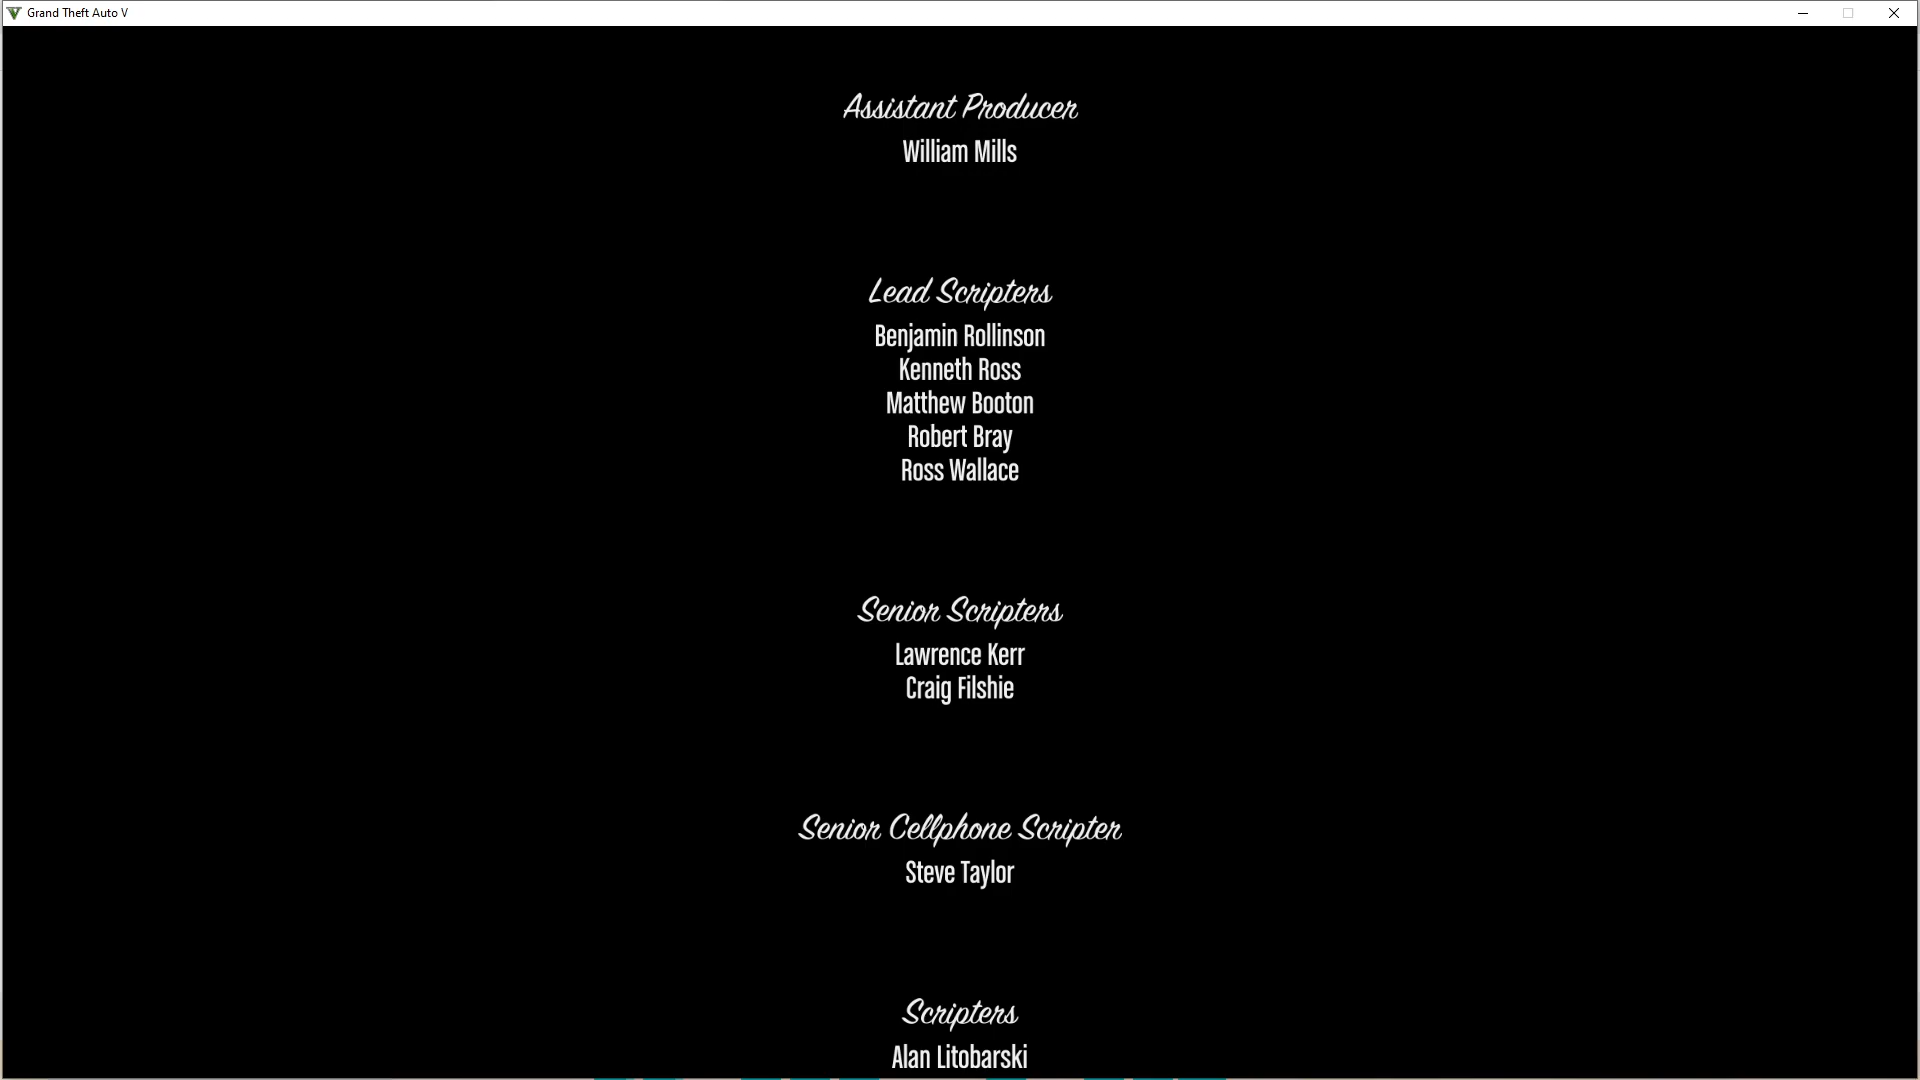 Grand Theft Auto V
Assistant Producer
William Mills
Lead Scripters
Benjamin Rollinson
Kenneth Ross
Matthew Booton
Robert Bray
Ross Wallace
Senior Scripters
Lawrence Kerr
Craig Filshie
Senior Cellphone Scripter
Steve Taylor
Scripters
Alan Litobarski